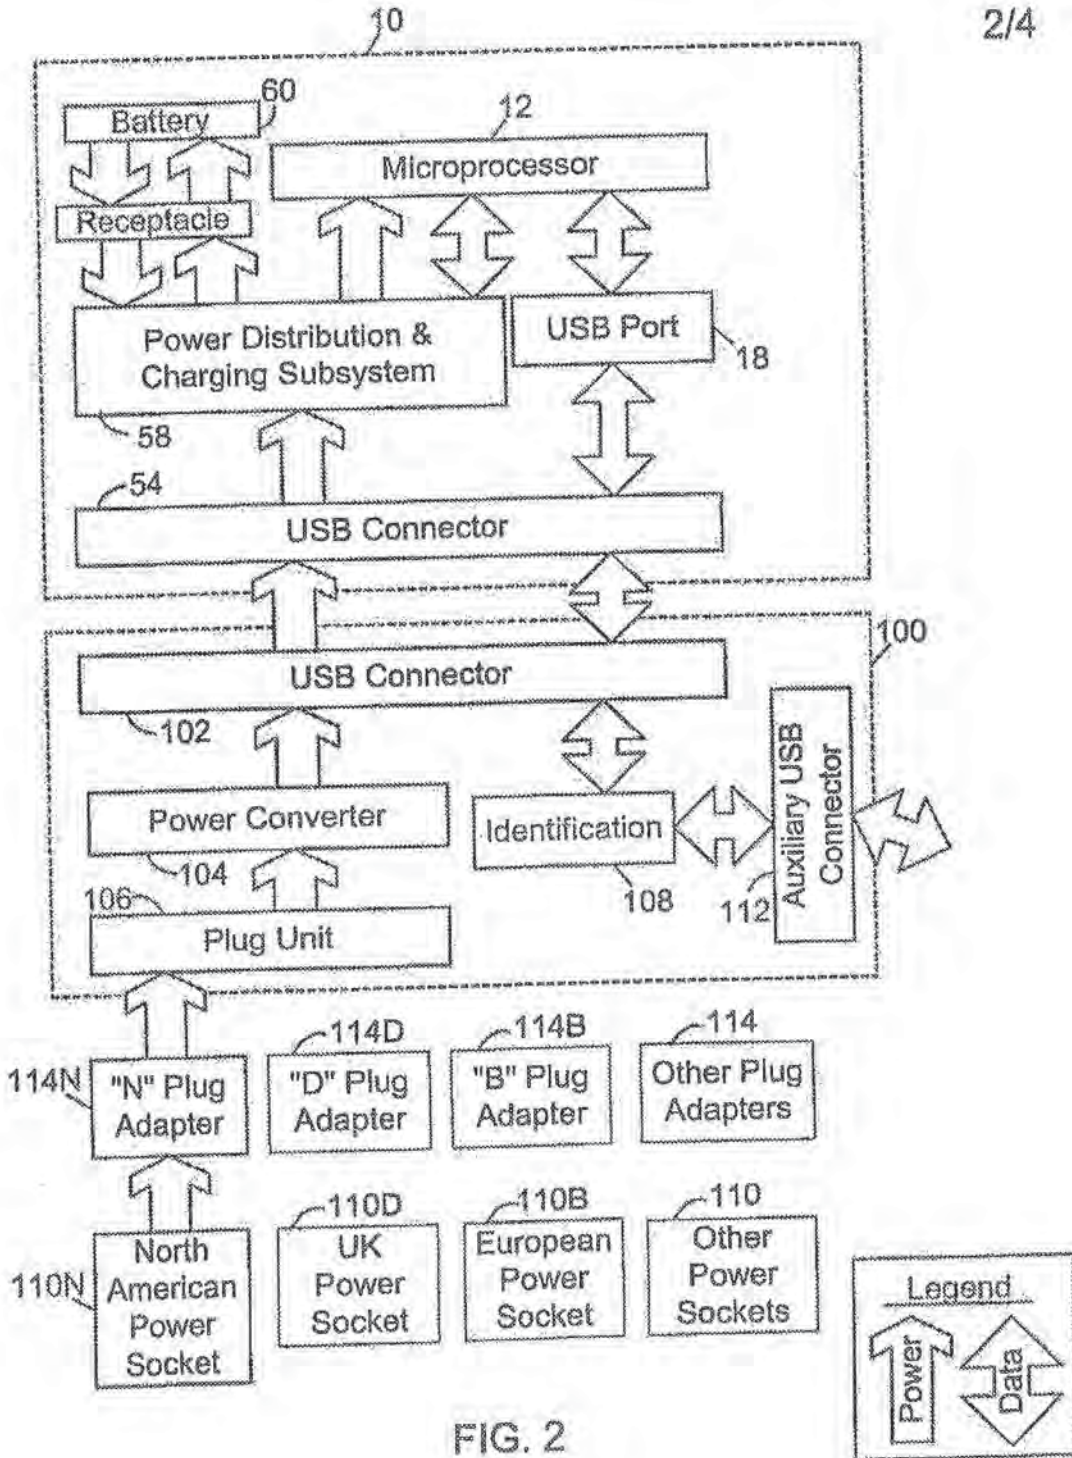 2/4
10
60
Battery
12
Microprocessor
Receptacle
Power Distribution &
Charging Subsystem
58
USB Port
18
54
USB Connector
100
USB Connector
102
Power Converter
104
Identification
108
Auxiliary USB
Connector
112
106
Plug Unit
114N
"N" Plug
Adapter
114D
"D" Plug
Adapter
114B
"B" Plug
Adapter
114
Other Plug
Adapters
110N
North
American
Power
Socket
110D
UK
Power
Socket
110B
European
Power
Socket
110
Other
Power
Sockets
Legend
Power
Data
FIG. 2